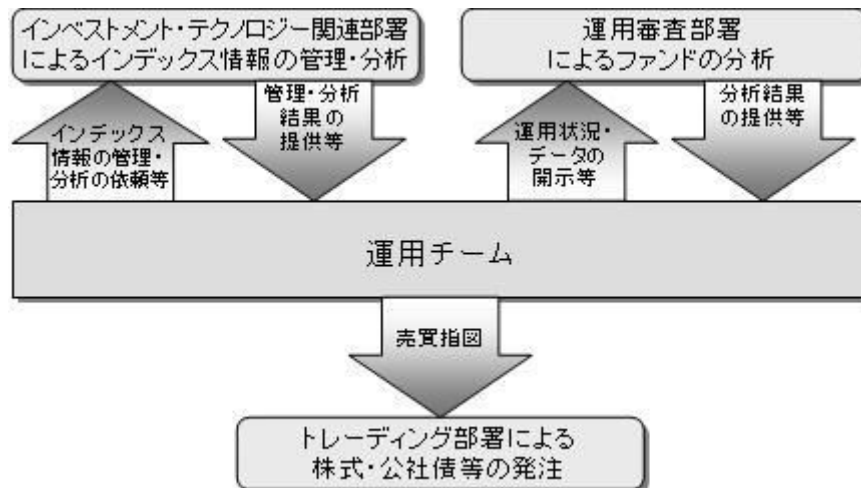 インベストメント・テクノロジー関連部署
によるインデックス情報の管理・分析
運用審査部署
によるファンドの分析
インデックス
情報の管理・
分析の依頼等
管理・分析
結果の
提供等
運用状況・
データの
開示等
分析結果
の提供等
運用チーム
売買指図
トレーディング部署による
株式・公社債等の発注